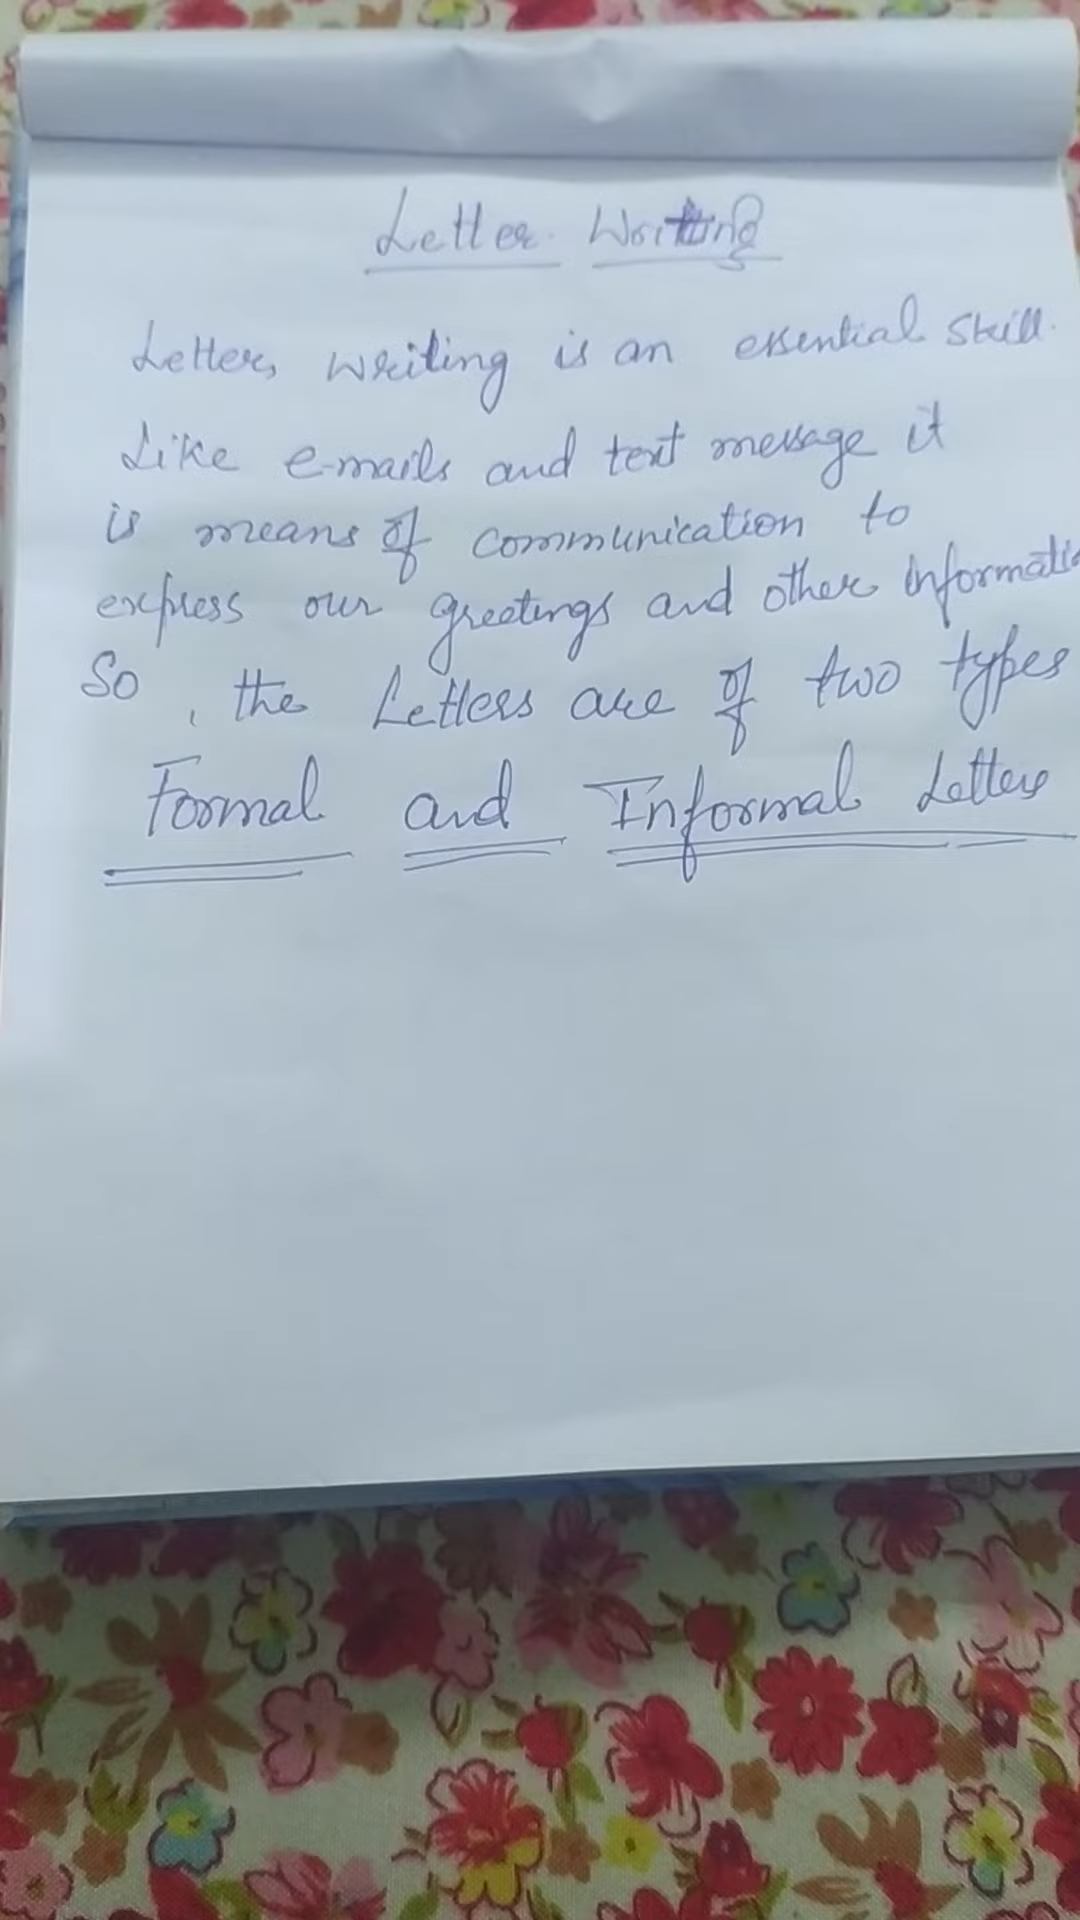 Letter Writing
Letter writing is an essential skill.
Like e-mails and text message it
is means of communication to
express our greetings and other informatio
So, the Letters are of two types
Formal and Informal Letters